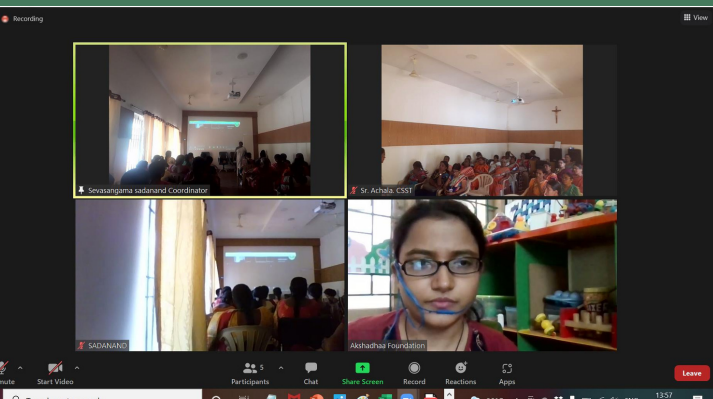 Recording
View
Sevasangama sadanand Coordinator
Sr. Achala. CSST
SADANAND
Akshadhaa Foundation
mute
Start Video
5
Participants
Chat
Share Screen
Record
Reactions
Apps
Leave
13:57